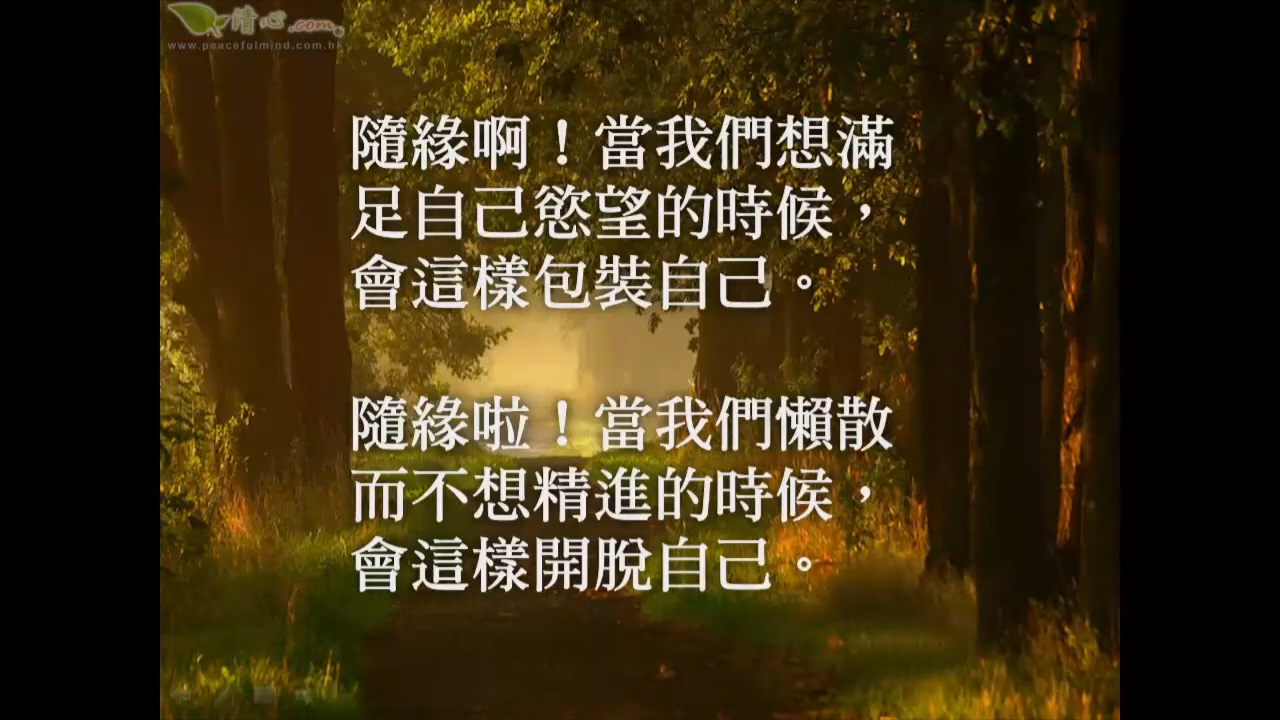 清心.com
www.peacefulmind.com.hk
隨緣啊！當我們想滿
足自己慾望的時候，
會這樣包裝自己。
隨緣啦！當我們懶散
而不想精進的時候，
會這樣開脫自己。